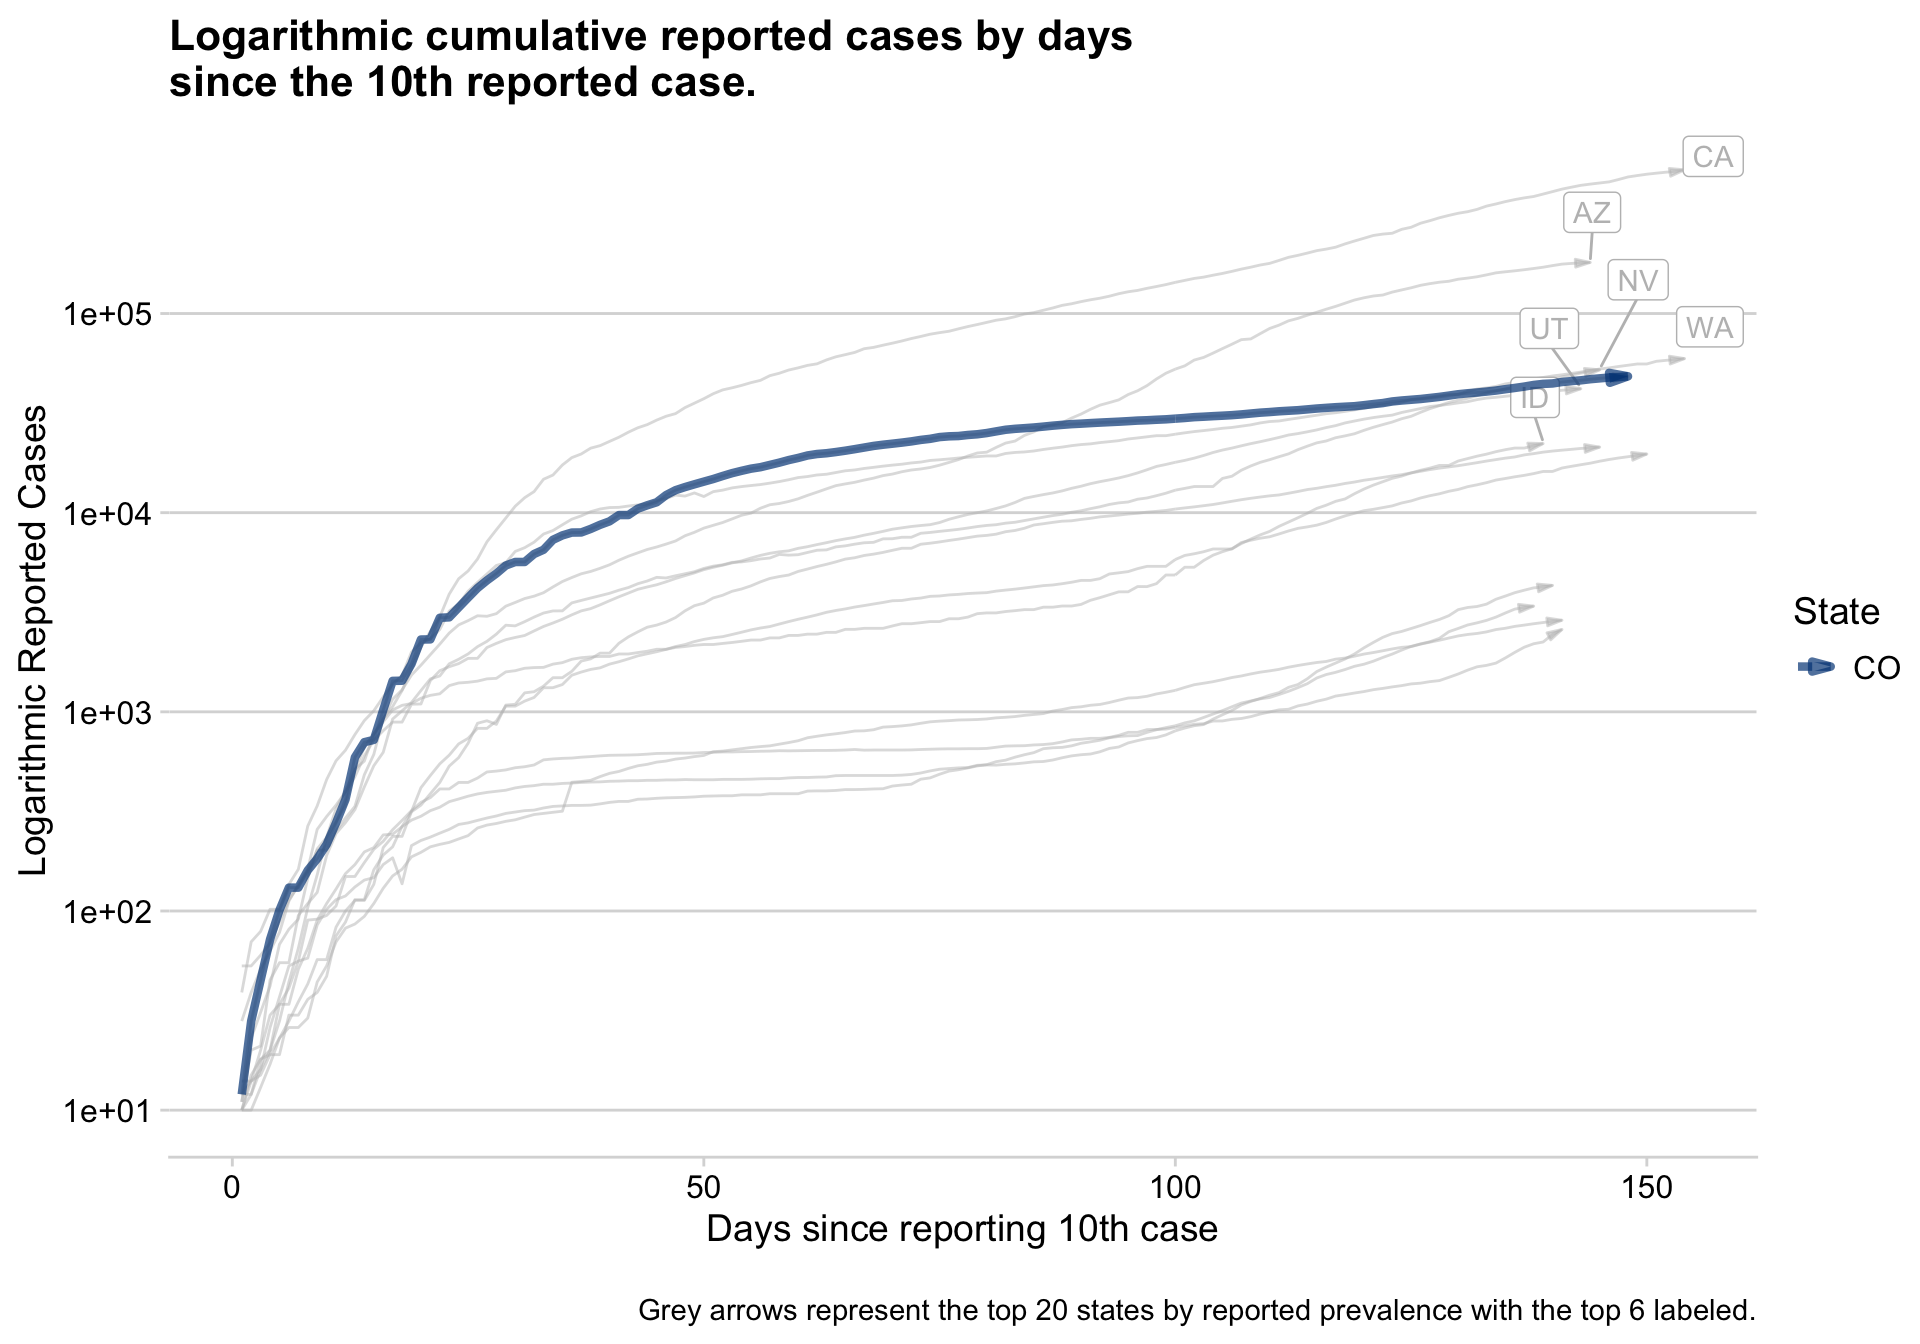 Logarithmic cumulative reported cases by days
since the 10th reported case.
CA
AZ
NV
UT
WA
ID
1e+05
1e+04
1e+03
1e+02
1e+01
Logarithmic Reported Cases
0 50 100 150
Days since reporting 10th case
State
CO
Grey arrows represent the top 20 states by reported prevalence with the top 6 labeled.